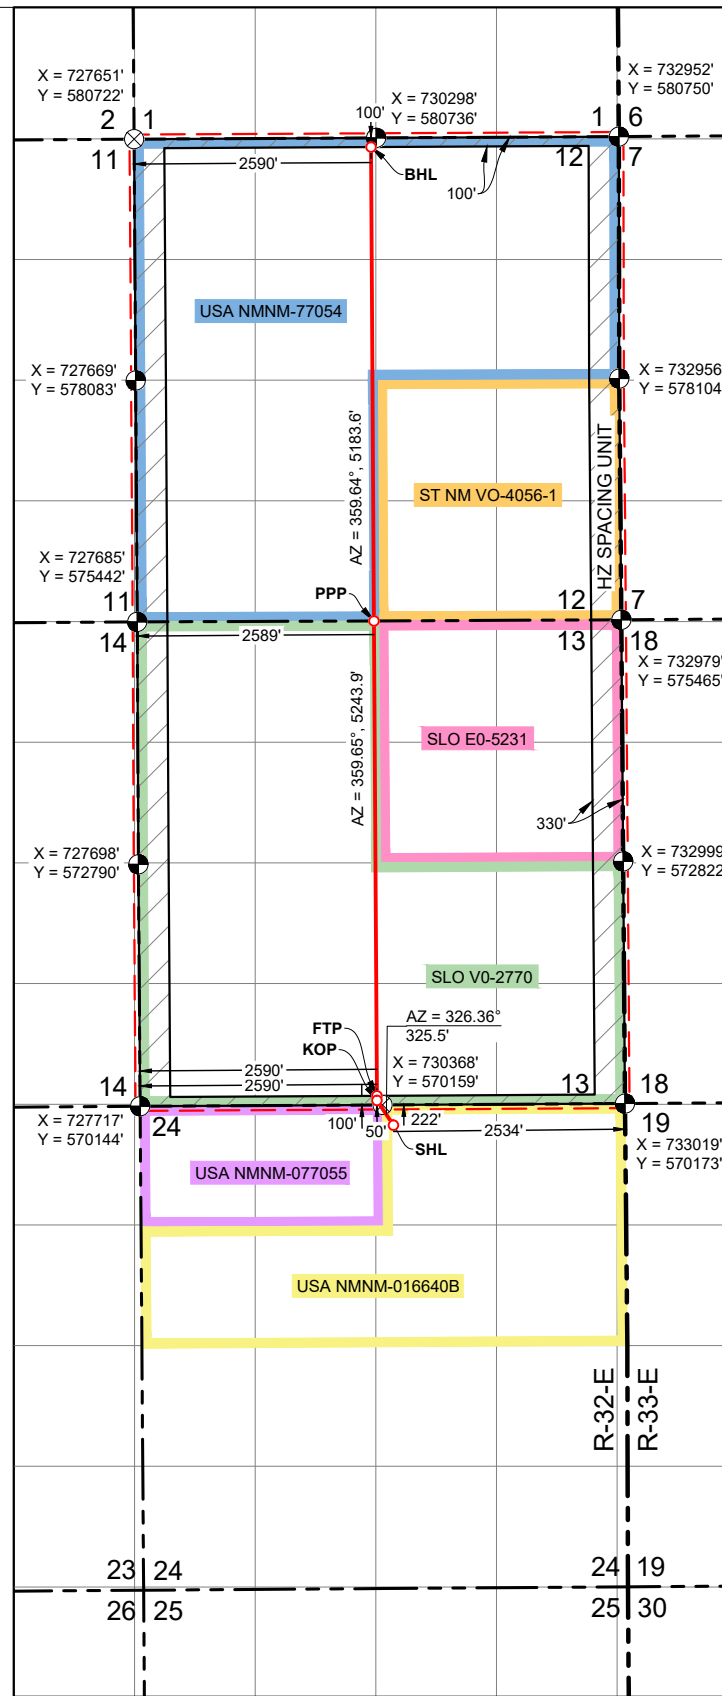 X = 727651'
Y = 580722'
X = 732952'
Y = 580750'
X = 730298'
Y = 580736'
100'
2
1
1
6
11
12
7
2590'
BHL
100'
USA NMNM-77054
X = 727669'
Y = 578083'
X = 732956
Y = 578104
AZ = 359.64°, 5183.6'
ST NM VO-4056-1
HZ SPACING UNIT
X = 727685'
Y = 575442'
PPP
11
12
7
14
13
18
2589'
X = 732979'
Y = 575465'
AZ = 359.65°, 5243.9'
SLO E0-5231
330'
X = 727698'
Y = 572790'
X = 732999
Y = 572822
SLO V0-2770
AZ = 326.36°
325.5'
FTP
KOP
X = 730368'
Y = 570159'
2590'
2590'
14
13
18
24
19
X = 727717'
Y = 570144'
100'
50'
222'
2534'
SHL
X = 733019'
Y = 570173'
USA NMNM-077055
USA NMNM-016640B
R-32-E
R-33-E
23
24
24
19
26
25
25
30